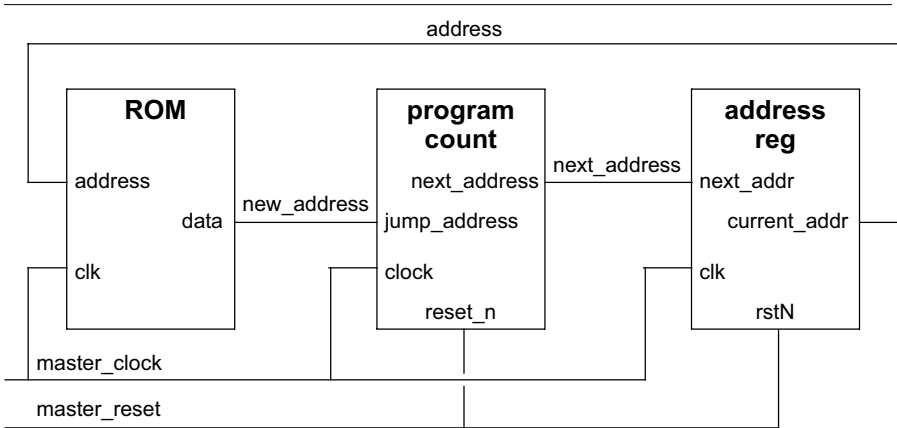 address
ROM
program
count
address
reg
next_address
address
next_address
next_addr
new_address
data
jump_address
current_addr
clk
clock
clk
reset_n
rstN
master_clock
master_reset